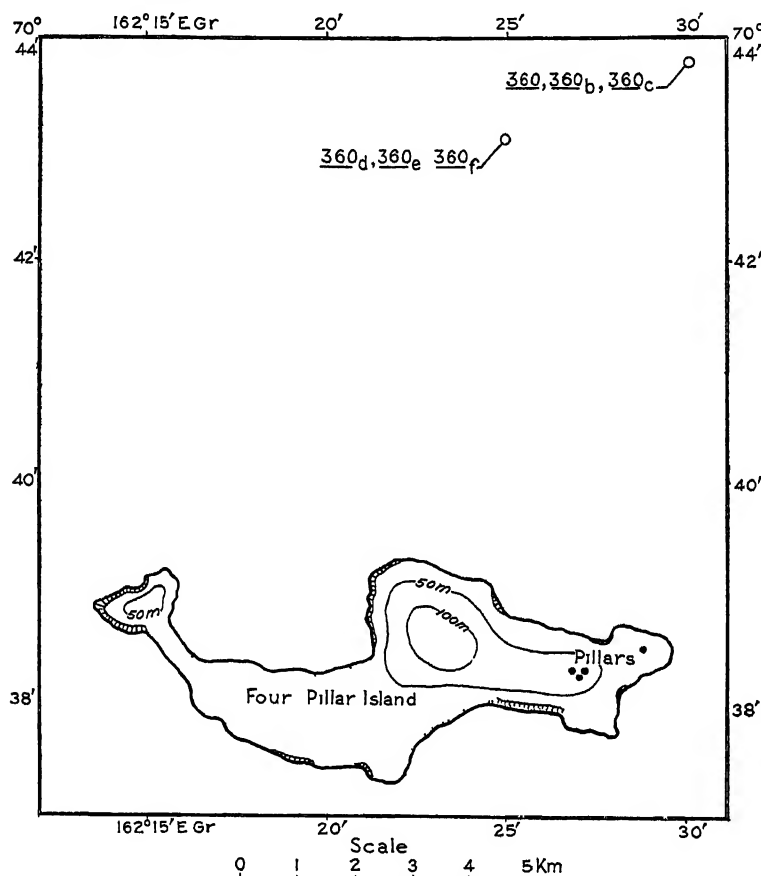 162°15' E Gr 20' 25' 30'
70° 44' 70° 44'
360, 360b, 360c
360d, 360e 360f
42' 42'
40' 40'
50m
50m
100m
Pillars
38' Four Pillar Island 38'
162°15' E Gr 20' 25' 30'
Scale
0 1 2 3 4 5 Km